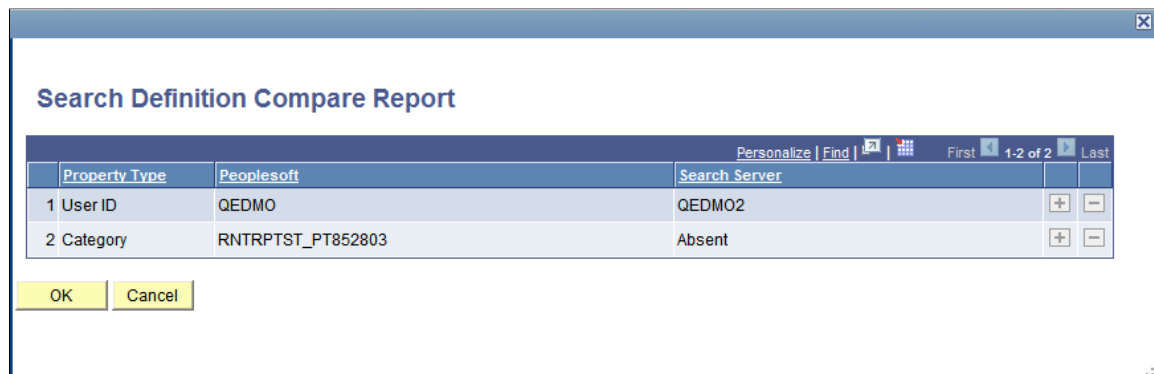 Search Definition Compare Report
Personalize | Find | | First 1-2 of 2 Last
Property Type Peoplesoft Search Server
1 User ID QEDMO QEDMO2
2 Category RNTRPTST_PT852803 Absent
OK Cancel